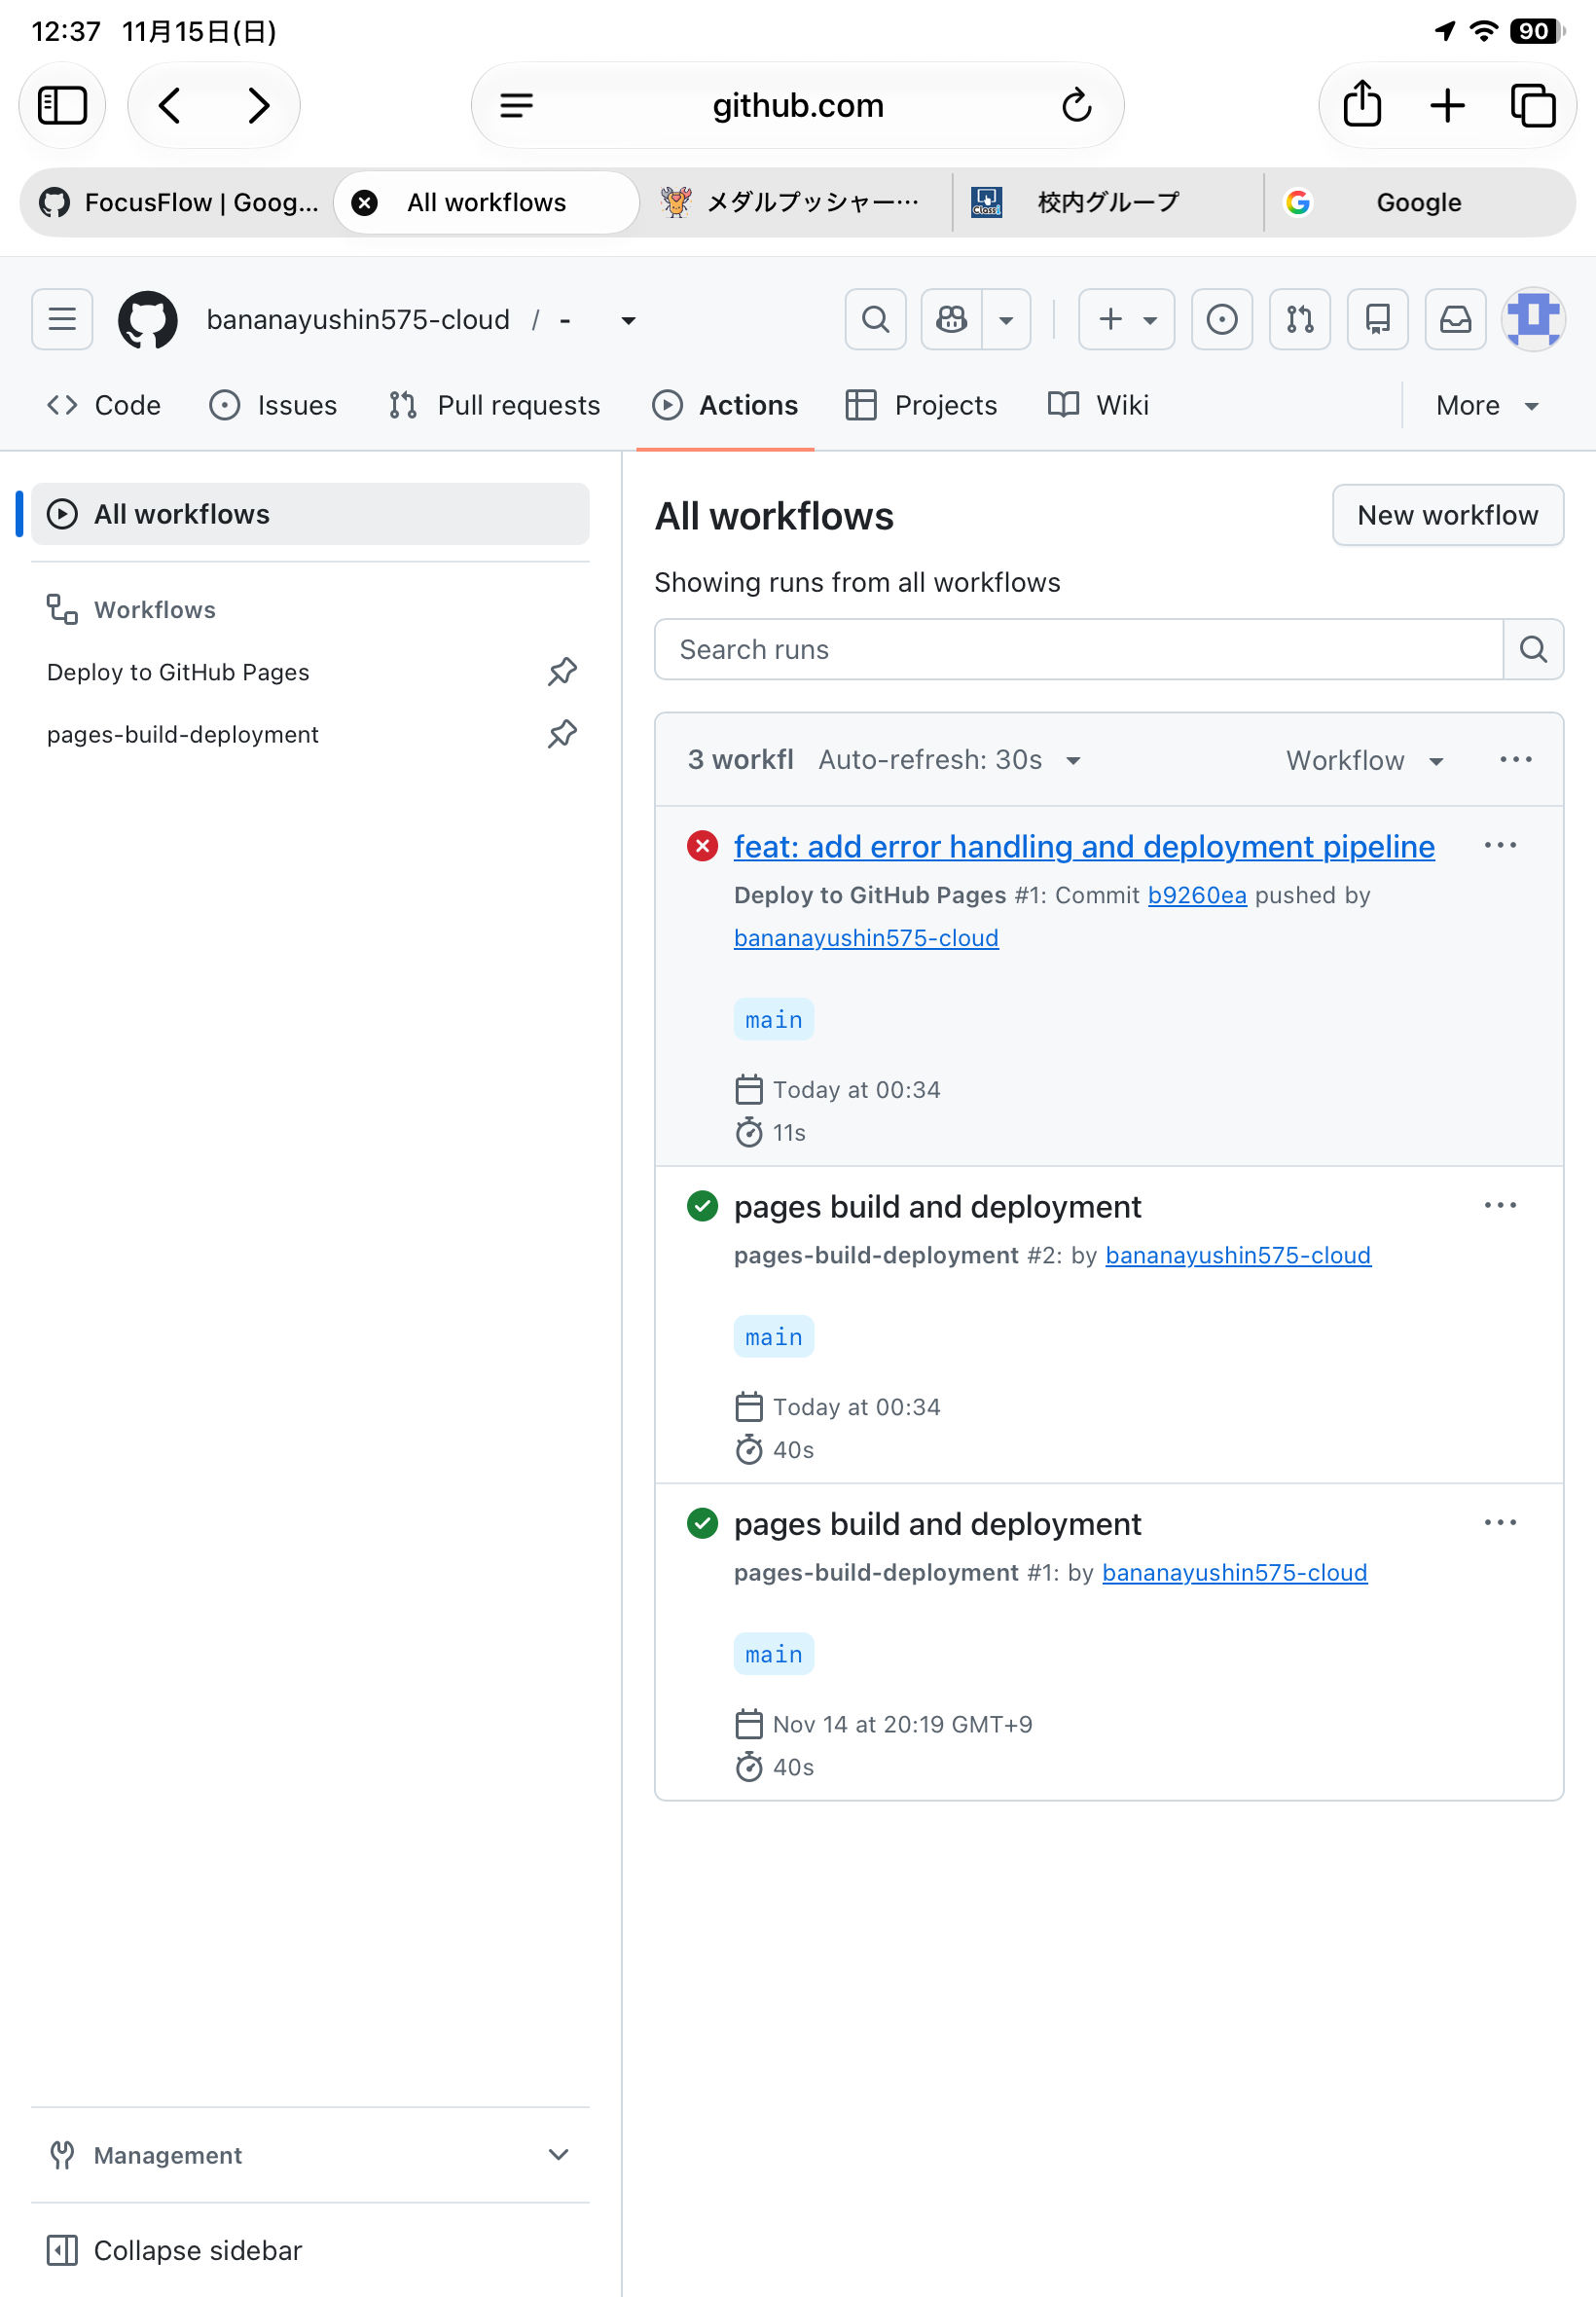 12:37 11月15日(日)
90
github.com
FocusFlow | Goog...
All workflows
メダルプッシャー…
Classi
校内グループ
Google
bananayushin575-cloud / -
Code
Issues
Pull requests
Actions
Projects
Wiki
More
All workflows
Workflows
Deploy to GitHub Pages
pages-build-deployment
All workflows
New workflow
Showing runs from all workflows
Search runs
3 workfl Auto-refresh: 30s Workflow
feat: add error handling and deployment pipeline
Deploy to GitHub Pages #1: Commit b9260ea pushed by
bananayushin575-cloud
main
Today at 00:34
11s
pages build and deployment
pages-build-deployment #2: by bananayushin575-cloud
main
Today at 00:34
40s
pages build and deployment
pages-build-deployment #1: by bananayushin575-cloud
main
Nov 14 at 20:19 GMT+9
40s
Management
Collapse sidebar